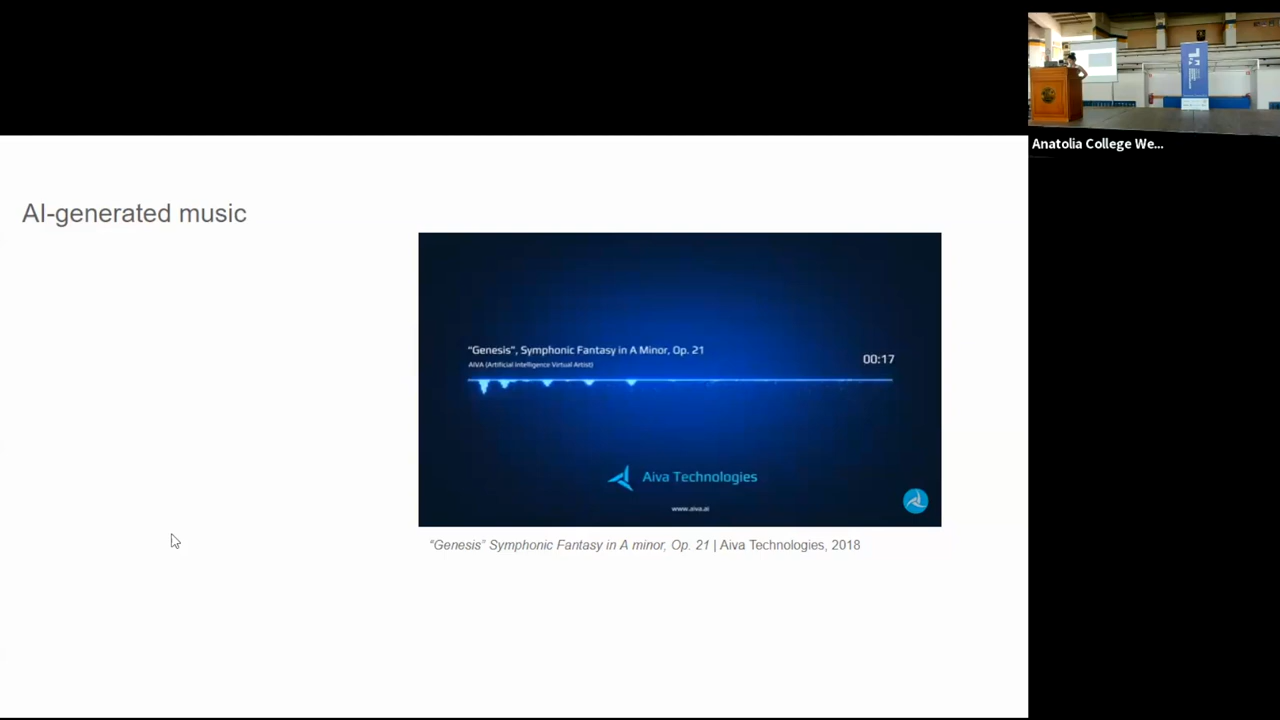 Anatolia College We...
AI-generated music
“Genesis”, Symphonic Fantasy in A Minor, Op. 21
00:17
AIVA (Artificial Intelligence Virtual Artist)
Aiva Technologies
www.aiva.ai
“Genesis” Symphonic Fantasy in A minor, Op. 21 | Aiva Technologies, 2018